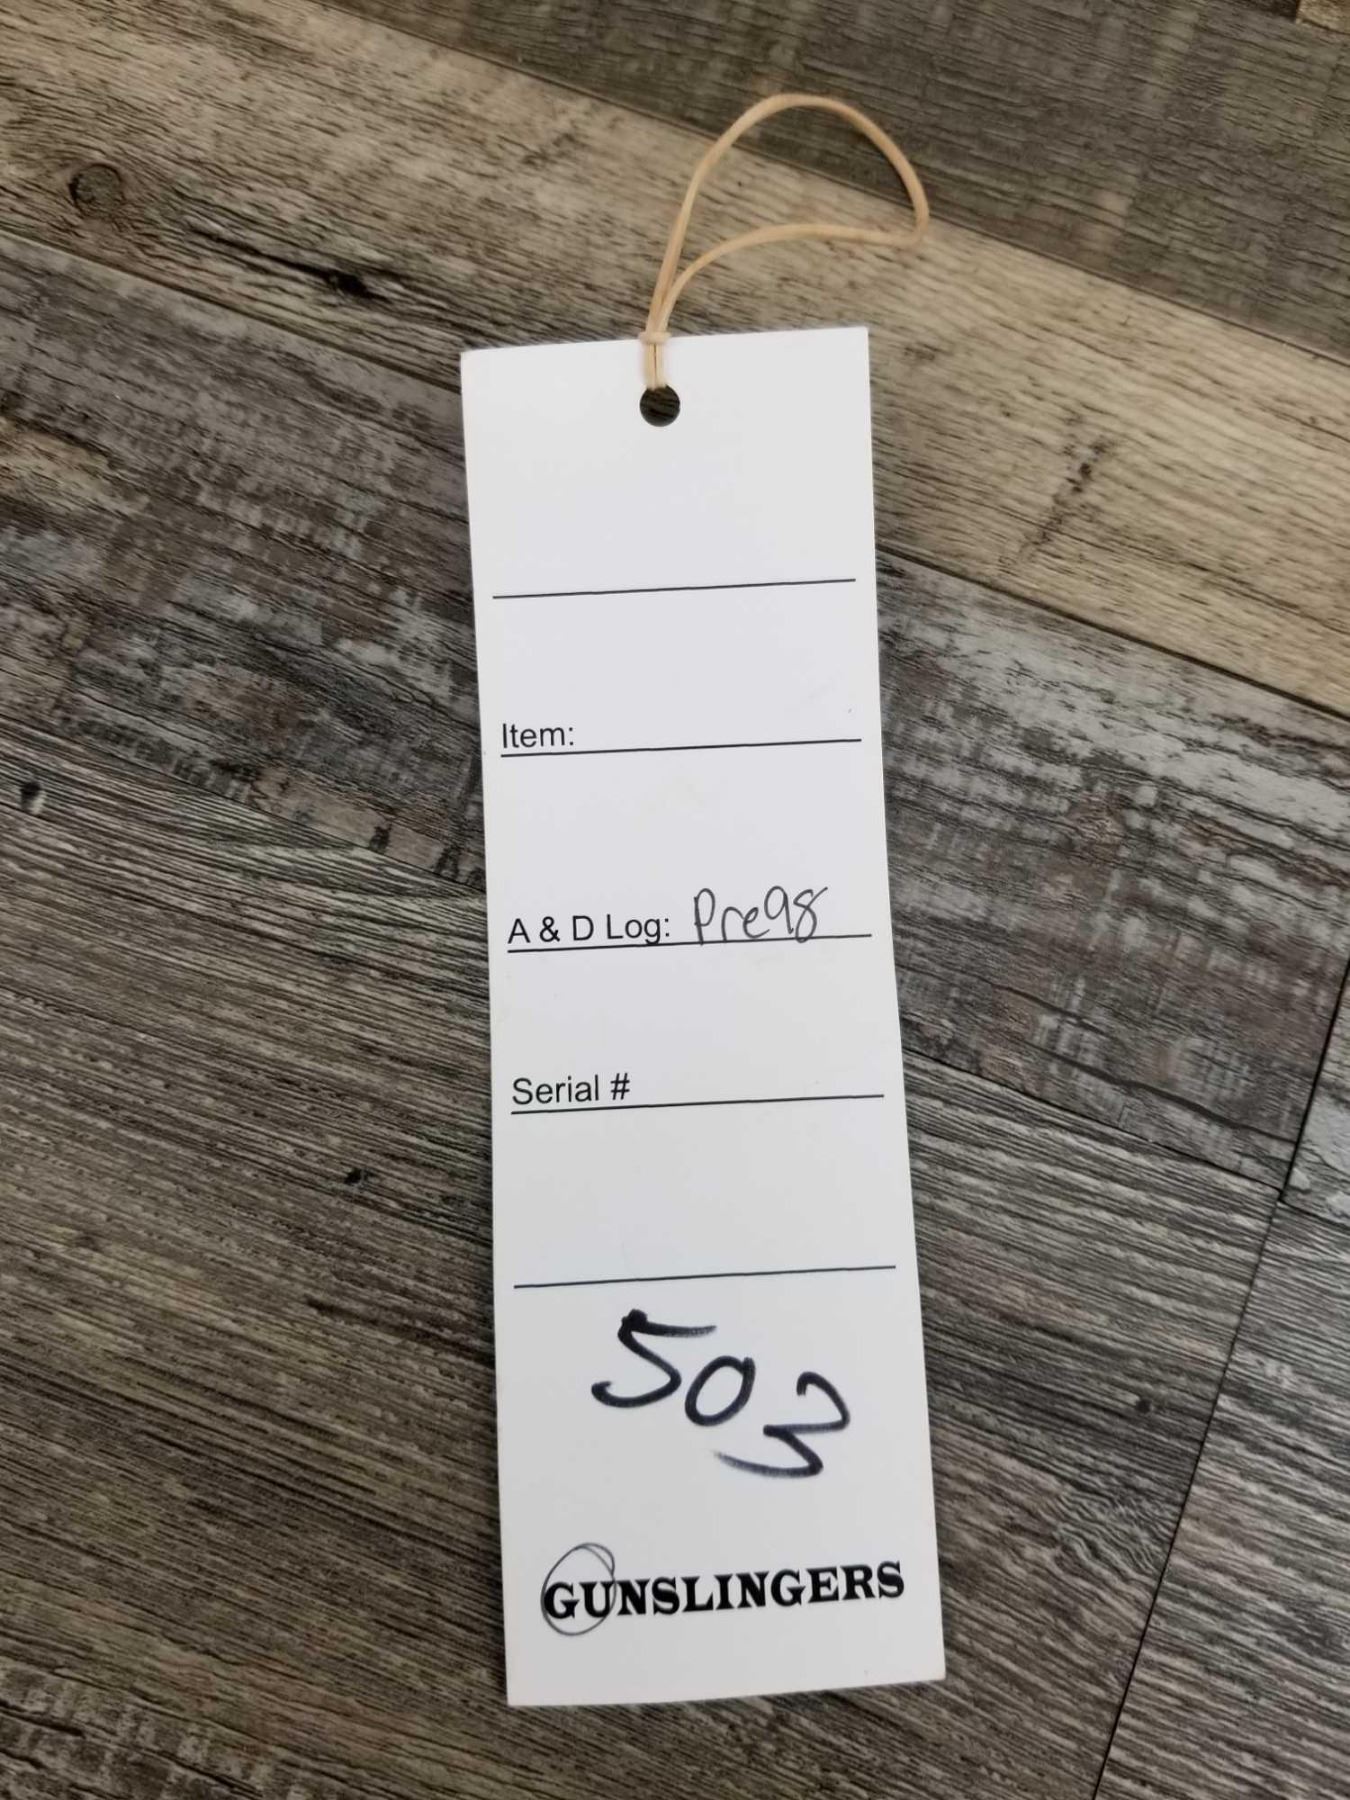 Item:
A & D Log: Pre98
Serial #
503
GUNSLINGERS